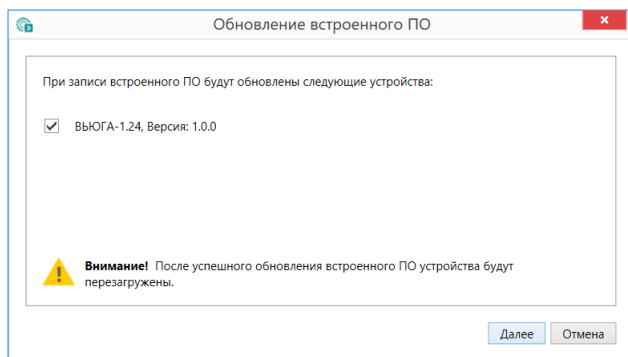 Обновление встроенного ПО
При записи встроенного ПО будут обновлены следующие устройства:
ВЬЮГА-1.24, Версия: 1.0.0
Внимание! После успешного обновления встроенного ПО устройства будут
перезагружены.
Далее
Отмена